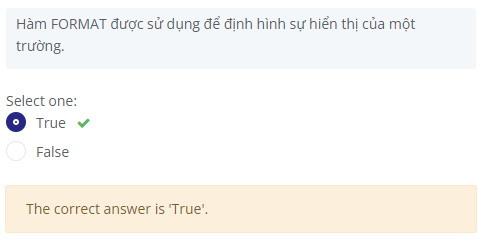 Hàm FORMAT được sử dụng để định hình sự hiển thị của một
trường.
Select one:
True
False
The correct answer is 'True'.